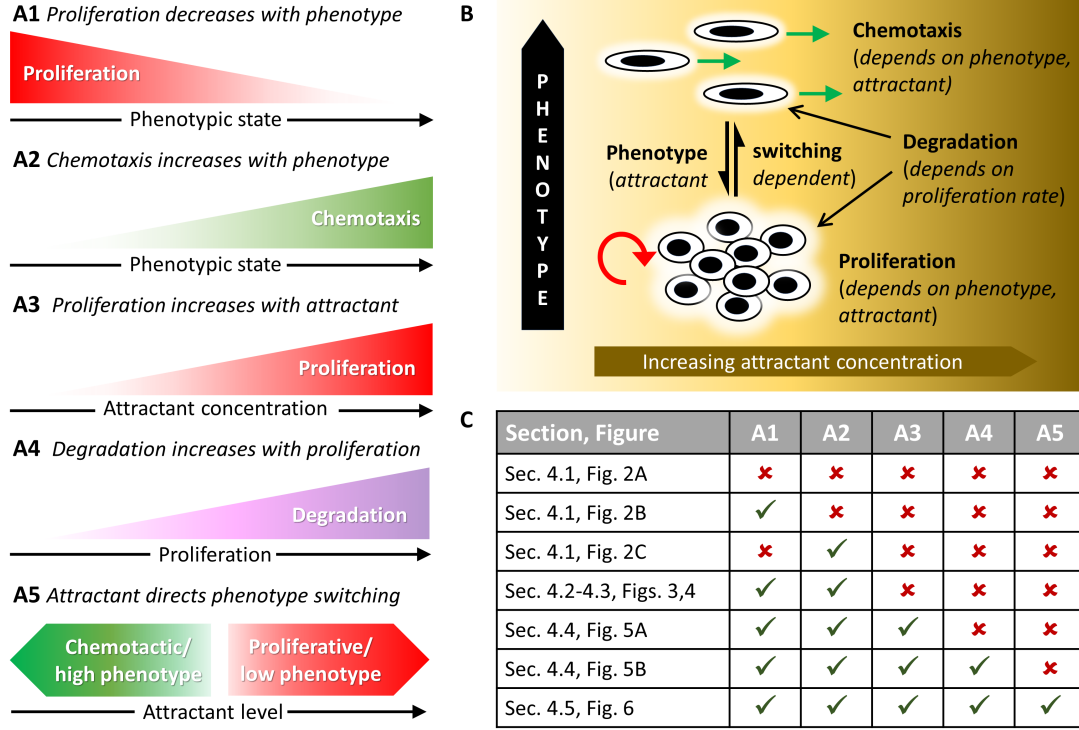 A1 Proliferation decreases with phenotype
Proliferation
Phenotypic state
A2 Chemotaxis increases with phenotype
Chemotaxis
Phenotypic state
A3 Proliferation increases with attractant
Proliferation
Attractant concentration
A4 Degradation increases with proliferation
Degradation
Proliferation
A5 Attractant directs phenotype switching
Chemotactic/
high phenotype
Proliferative/
low phenotype
Attractant level
B
PHENOTYPE
Chemotaxis
(depends on phenotype,
attractant)
Phenotype switching
(attractant dependent)
Degradation
(depends on
proliferation rate)
Proliferation
(depends on phenotype,
attractant)
Increasing attractant concentration
C
Section, Figure A1 A2 A3 A4 A5
Sec. 4.1, Fig. 2A ✘ ✘ ✘ ✘ ✘
Sec. 4.1, Fig. 2B ✓ ✘ ✘ ✘ ✘
Sec. 4.1, Fig. 2C ✘ ✓ ✘ ✘ ✘
Sec. 4.2-4.3, Figs. 3,4 ✓ ✓ ✘ ✘ ✘
Sec. 4.4, Fig. 5A ✓ ✓ ✓ ✘ ✘
Sec. 4.4, Fig. 5B ✓ ✓ ✓ ✓ ✘
Sec. 4.5, Fig. 6 ✓ ✓ ✓ ✓ ✓